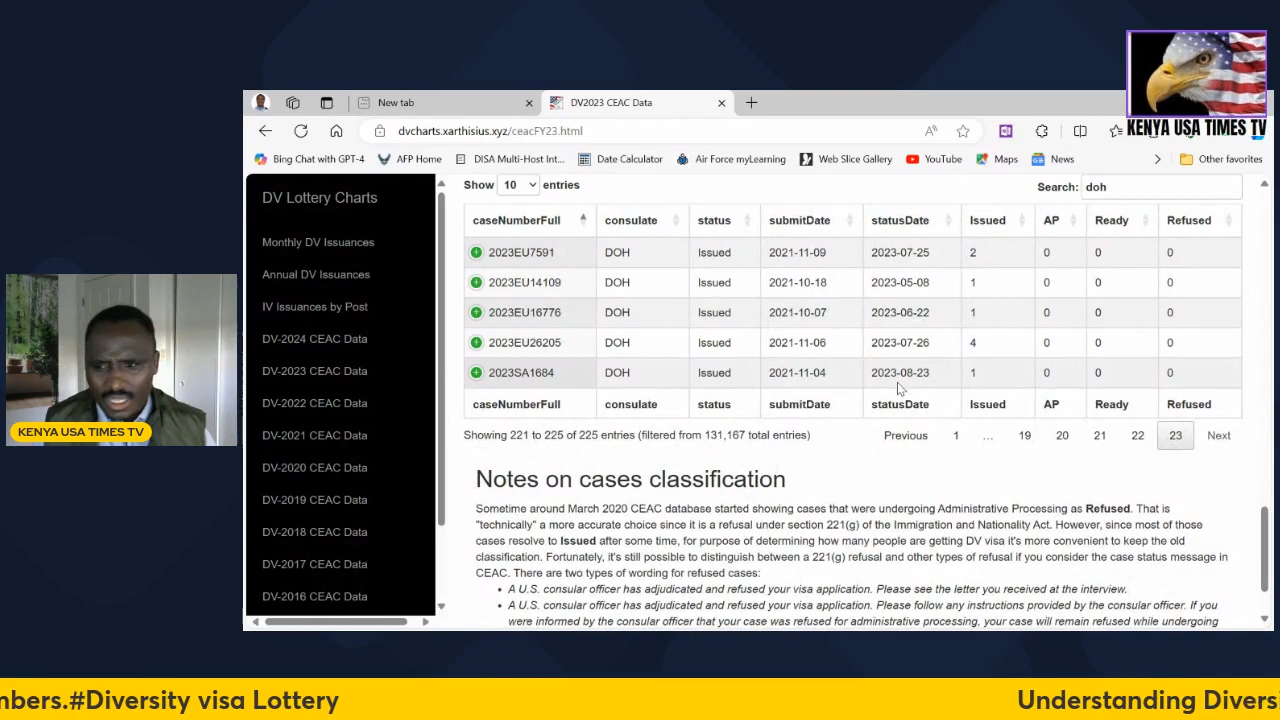 KENYA USA TIMES TV
New tab
DV2023 CEAC Data
dvcharts.xarthisius.xyz/ceacFY23.html
Bing Chat with GPT-4 AFP Home DISA Multi-Host Int... Date Calculator Air Force myLearning Web Slice Gallery YouTube Maps News Other favorites
DV Lottery Charts
Monthly DV Issuances
Annual DV Issuances
IV Issuances by Post
DV-2024 CEAC Data
DV-2023 CEAC Data
DV-2022 CEAC Data
DV-2021 CEAC Data
DV-2020 CEAC Data
DV-2019 CEAC Data
DV-2018 CEAC Data
DV-2017 CEAC Data
DV-2016 CEAC Data
Show 10 entries
Search: doh
caseNumberFull consulate status submitDate statusDate Issued AP Ready Refused
2023EU7591 DOH Issued 2021-11-09 2023-07-25 2 0 0 0
2023EU14109 DOH Issued 2021-10-18 2023-05-08 1 0 0 0
2023EU16776 DOH Issued 2021-10-07 2023-06-22 1 0 0 0
2023EU26205 DOH Issued 2021-11-06 2023-07-26 4 0 0 0
2023SA1684 DOH Issued 2021-11-04 2023-08-23 1 0 0 0
caseNumberFull consulate status submitDate statusDate Issued AP Ready Refused
Showing 221 to 225 of 225 entries (filtered from 131,167 total entries)
Previous 1 ... 19 20 21 22 23 Next
Notes on cases classification
Sometime around March 2020 CEAC database started showing cases that were undergoing Administrative Processing as Refused. That is
"technically" a more accurate choice since it is a refusal under section 221(g) of the Immigration and Nationality Act. However, since most of those
cases resolve to Issued after some time, for purpose of determining how many people are getting DV visa it's more convenient to keep the old
classification. Fortunately, it's still possible to distinguish between a 221(g) refusal and other types of refusal if you consider the case status message in
CEAC. There are two types of wording for refused cases:
• A U.S. consular officer has adjudicated and refused your visa application. Please see the letter you received at the interview.
• A U.S. consular officer has adjudicated and refused your visa application. Please follow any instructions provided by the consular officer. If you
were informed by the consular officer that your case was refused for administrative processing, your case will remain refused while undergoing
KENYA USA TIMES TV
mbers.#Diversity visa Lottery
Understanding Diversi